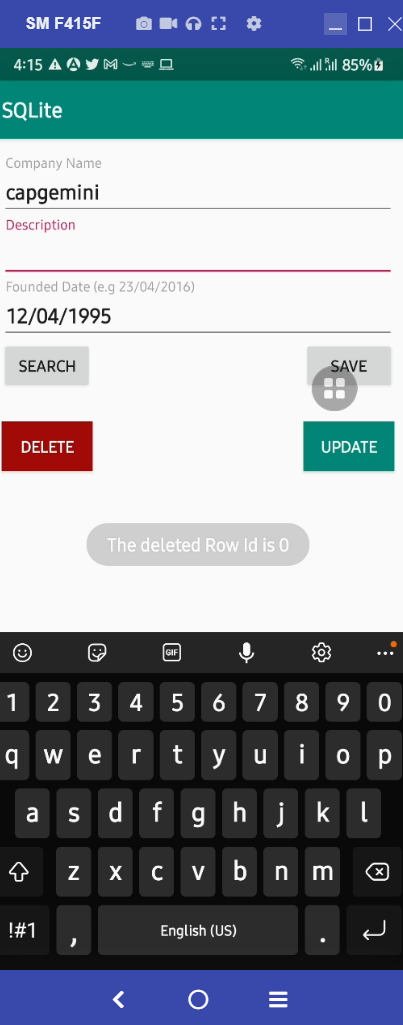 SM F415F
4:15
85%
SQLite
Company Name
capgemini
Description
Founded Date (e.g 23/04/2016)
12/04/1995
SEARCH
SAVE
DELETE
UPDATE
The deleted Row Id is 0
GIF
1 2 3 4 5 6 7 8 9 0
q w e r t y u i o p
a s d f g h j k l
z x c v b n m
!#1 , English (US) .